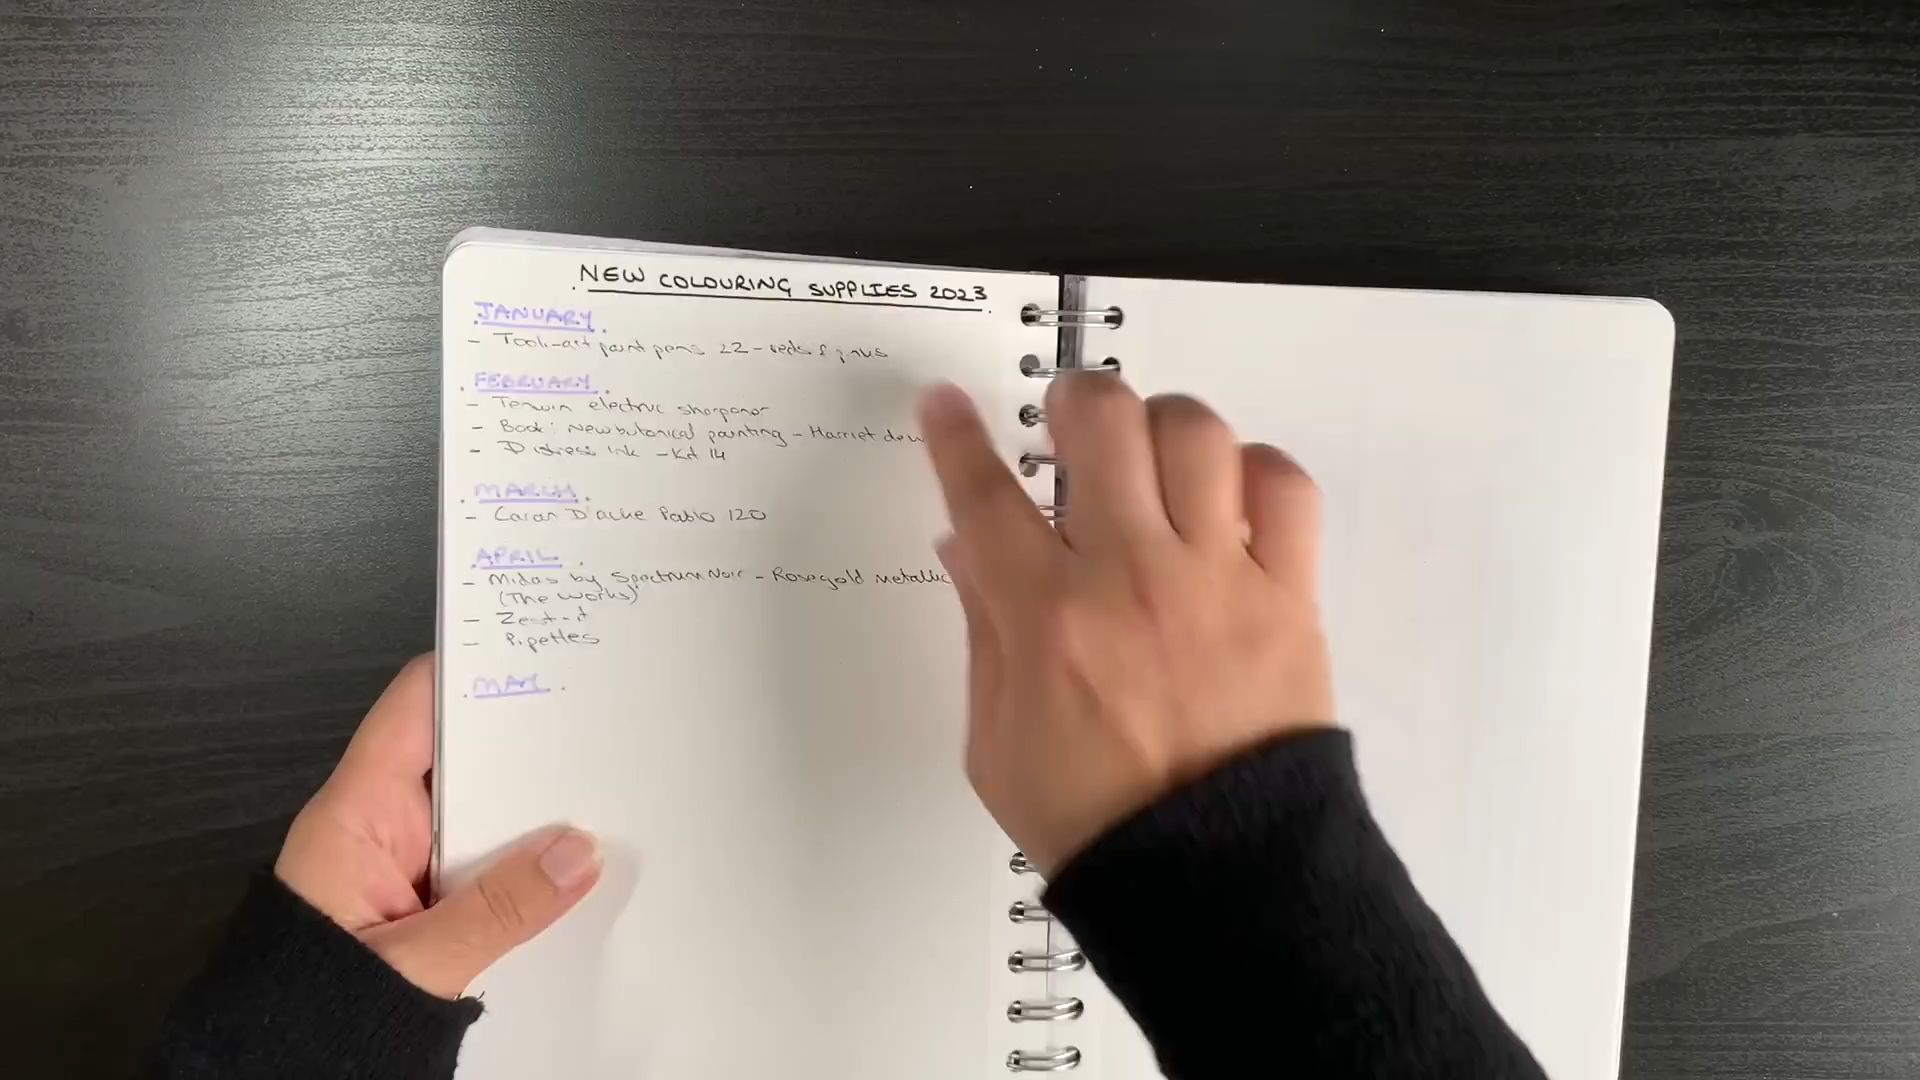 NEW COLOURING SUPPLIES 2023
JANUARY
- Tooli-art paint pens 22 - reds & pinks
FEBRUARY
- Tenwin electric sharpener
- Book: New botanical painting - Harriet de
- Distress ink - Kit 14
MARCH
- Caran D'ache Pablo 120
APRIL
- Midas by Spectrum Noir - Rosegold metallic
(The Works)
- Zest-it
- Pipettes
MAY